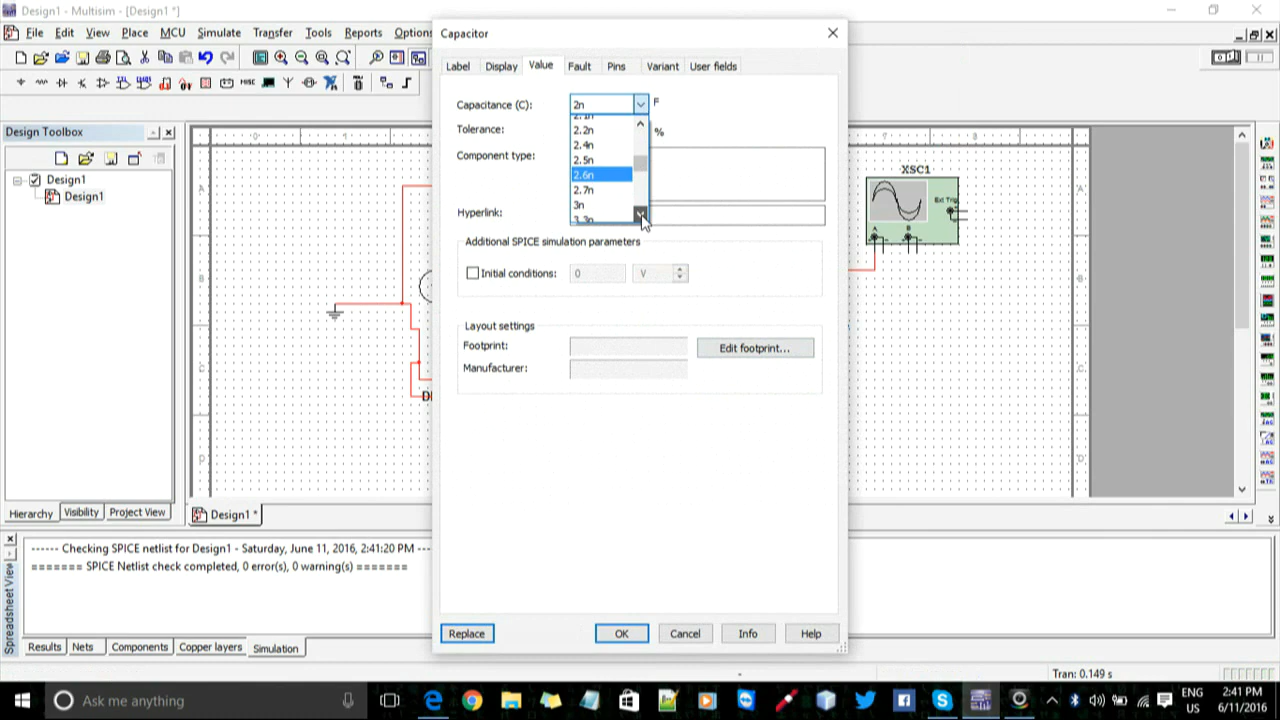 Design1 - Multisim - [Design1 *]
File Edit View Place MCU Simulate Transfer Tools Reports Options
Design Toolbox
Design1
Design1
Hierarchy Visibility Project View
Capacitor
Label Display Value Fault Pins Variant User fields
Capacitance (C): 2n F
Tolerance: %
Component type:
2.2n
2.4n
2.5n
2.6n
2.7n
3n
3.3n
Hyperlink:
Additional SPICE simulation parameters
Initial conditions: 0 V
Layout settings
Footprint:
Edit footprint...
Manufacturer:
Replace OK Cancel Info Help
XSC1
A B
0 7
A A
B B
C C
D D
Design1 *
------ Checking SPICE netlist for Design1 - Saturday, June 11, 2016, 2:41:20 PM ---
======= SPICE Netlist check completed, 0 error(s), 0 warning(s) =======
Spreadsheet View
Results Nets Components Copper layers Simulation
Tran: 0.149 s
Ask me anything
ENG
US
2:41 PM
6/11/2016